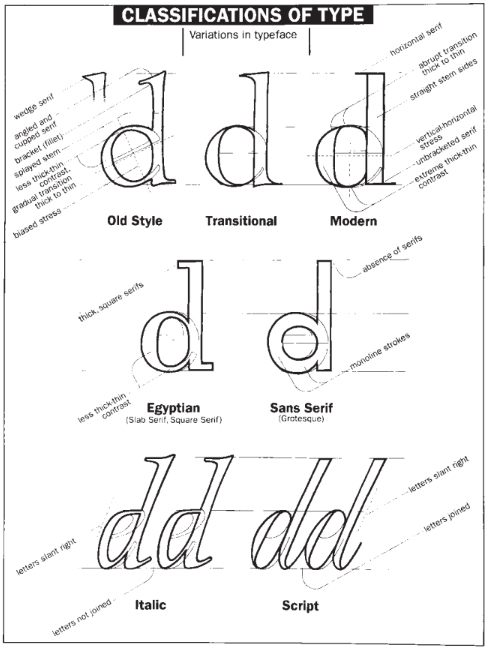 CLASSIFICATIONS OF TYPE
Variations in typeface
wedge serif
angled and
cupped serif
bracket (fillet)
splayed stem
less thick-thin
contrast,
gradual transition
thick to thin
biased stress
horizontal serif
abrupt transition
thick to thin
straight stem sides
vertical-horizontal
stress
unbracketed serif
extreme thick-thin
contrast
d d d
Old Style Transitional Modern
thick, square serifs
absence of serifs
d d
less thick-thin
contrast
monoline strokes
Egyptian Sans Serif
(Slab Serif, Square Serif) (Grotesque)
letters slant right
letters joined
dd dd
letters slant right
letters not joined
Italic Script